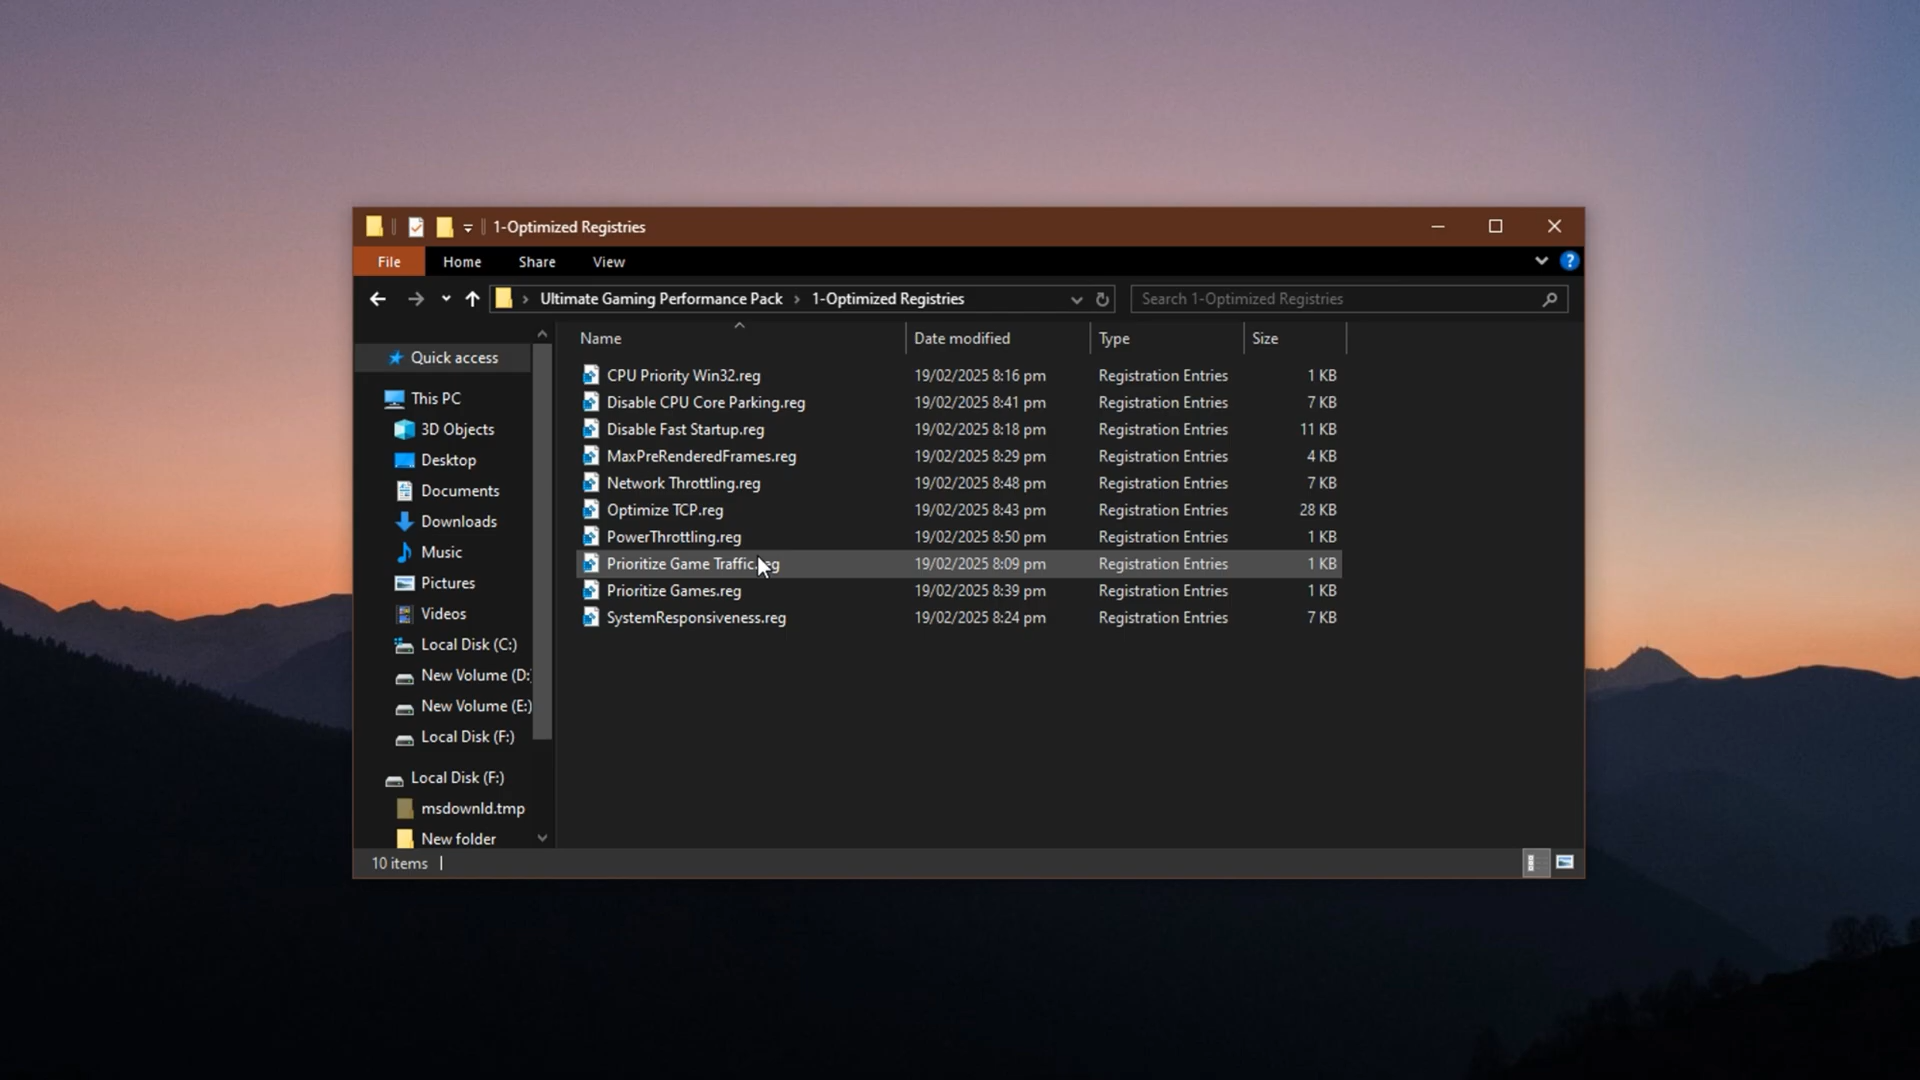 1-Optimized Registries
File Home Share View
Ultimate Gaming Performance Pack 1-Optimized Registries Search 1-Optimized Registries
Name Date modified Type Size
Quick access
This PC
3D Objects
Desktop
Documents
Downloads
Music
Pictures
Videos
Local Disk (C:)
New Volume (D:
New Volume (E:)
Local Disk (F:)
Local Disk (F:)
msdownld.tmp
New folder
CPU Priority Win32.reg 19/02/2025 8:16 pm Registration Entries 1 KB
Disable CPU Core Parking.reg 19/02/2025 8:41 pm Registration Entries 7 KB
Disable Fast Startup.reg 19/02/2025 8:18 pm Registration Entries 11 KB
MaxPreRenderedFrames.reg 19/02/2025 8:29 pm Registration Entries 4 KB
Network Throttling.reg 19/02/2025 8:48 pm Registration Entries 7 KB
Optimize TCP.reg 19/02/2025 8:43 pm Registration Entries 28 KB
PowerThrottling.reg 19/02/2025 8:50 pm Registration Entries 1 KB
Prioritize Game Traffic.reg 19/02/2025 8:09 pm Registration Entries 1 KB
Prioritize Games.reg 19/02/2025 8:39 pm Registration Entries 1 KB
SystemResponsiveness.reg 19/02/2025 8:24 pm Registration Entries 7 KB
10 items